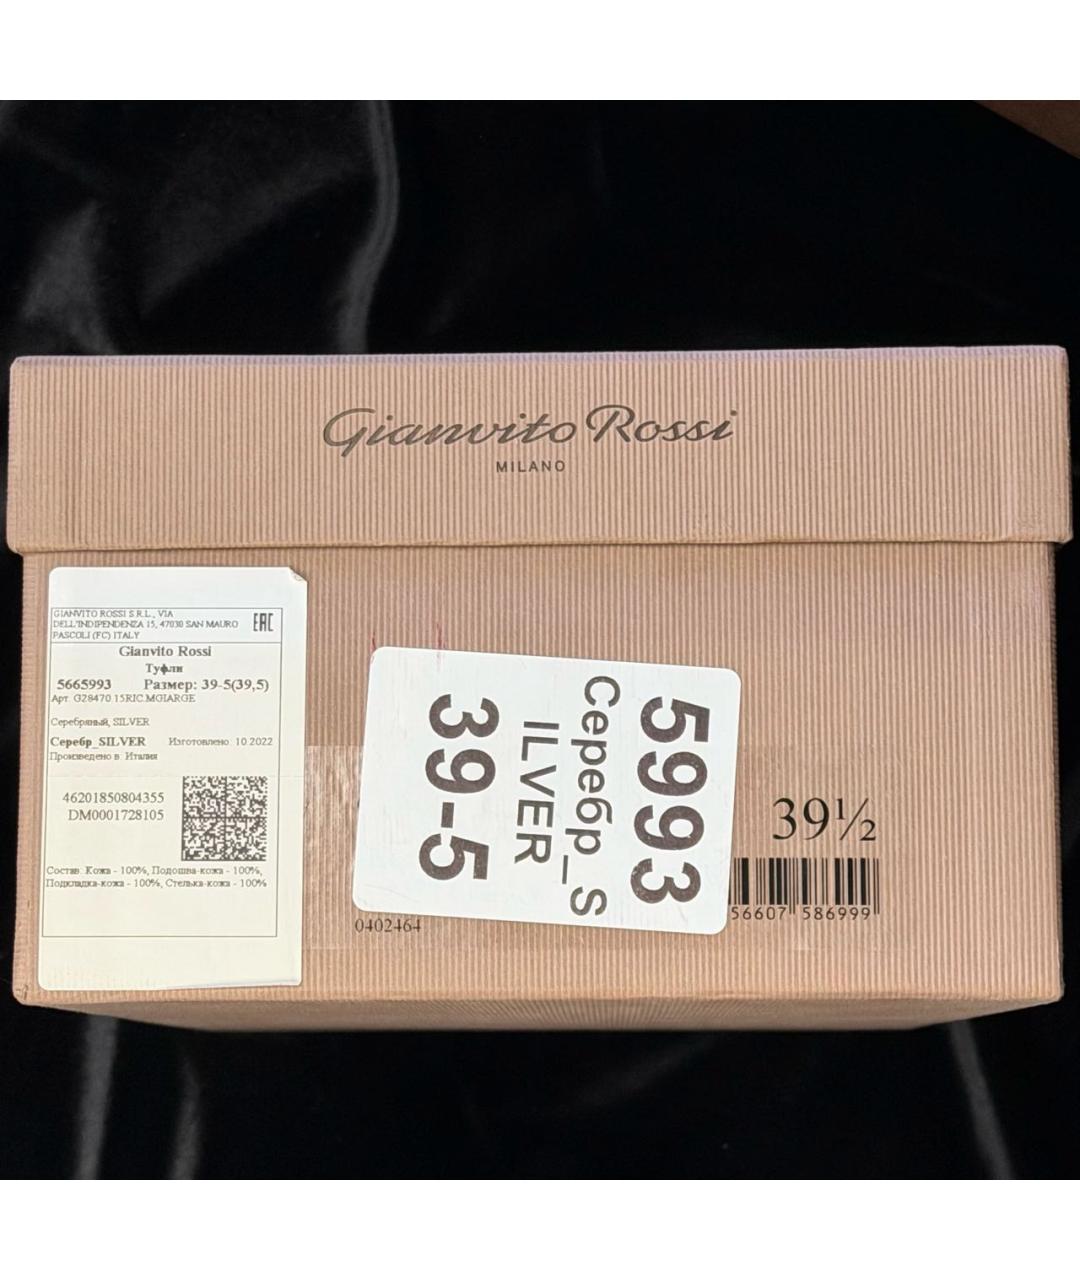 Gianvito Rossi
MILANO
GIANVITO ROSSI S.R.L., VIA
DELL'INDIPENDENZA 15, 47030 SAN MAURO
PASCOLI (FC) ITALY
EAC
Gianvito Rossi
Туфли
5665993 Размер: 39-5(39,5)
Арт. G28470.15RIC.MGIARGE
Серебряный, SILVER
Серебр_SILVER Изготовлено: 10.2022
Произведено в: Италия
46201850804355
DM0001728105
Состав: Кожа - 100%, Подошва-кожа - 100%,
Подкладка-кожа - 100%, Стелька-кожа - 100%
5993
Серебр_S
ILVER
39-5
39½
56607 586999
0402464